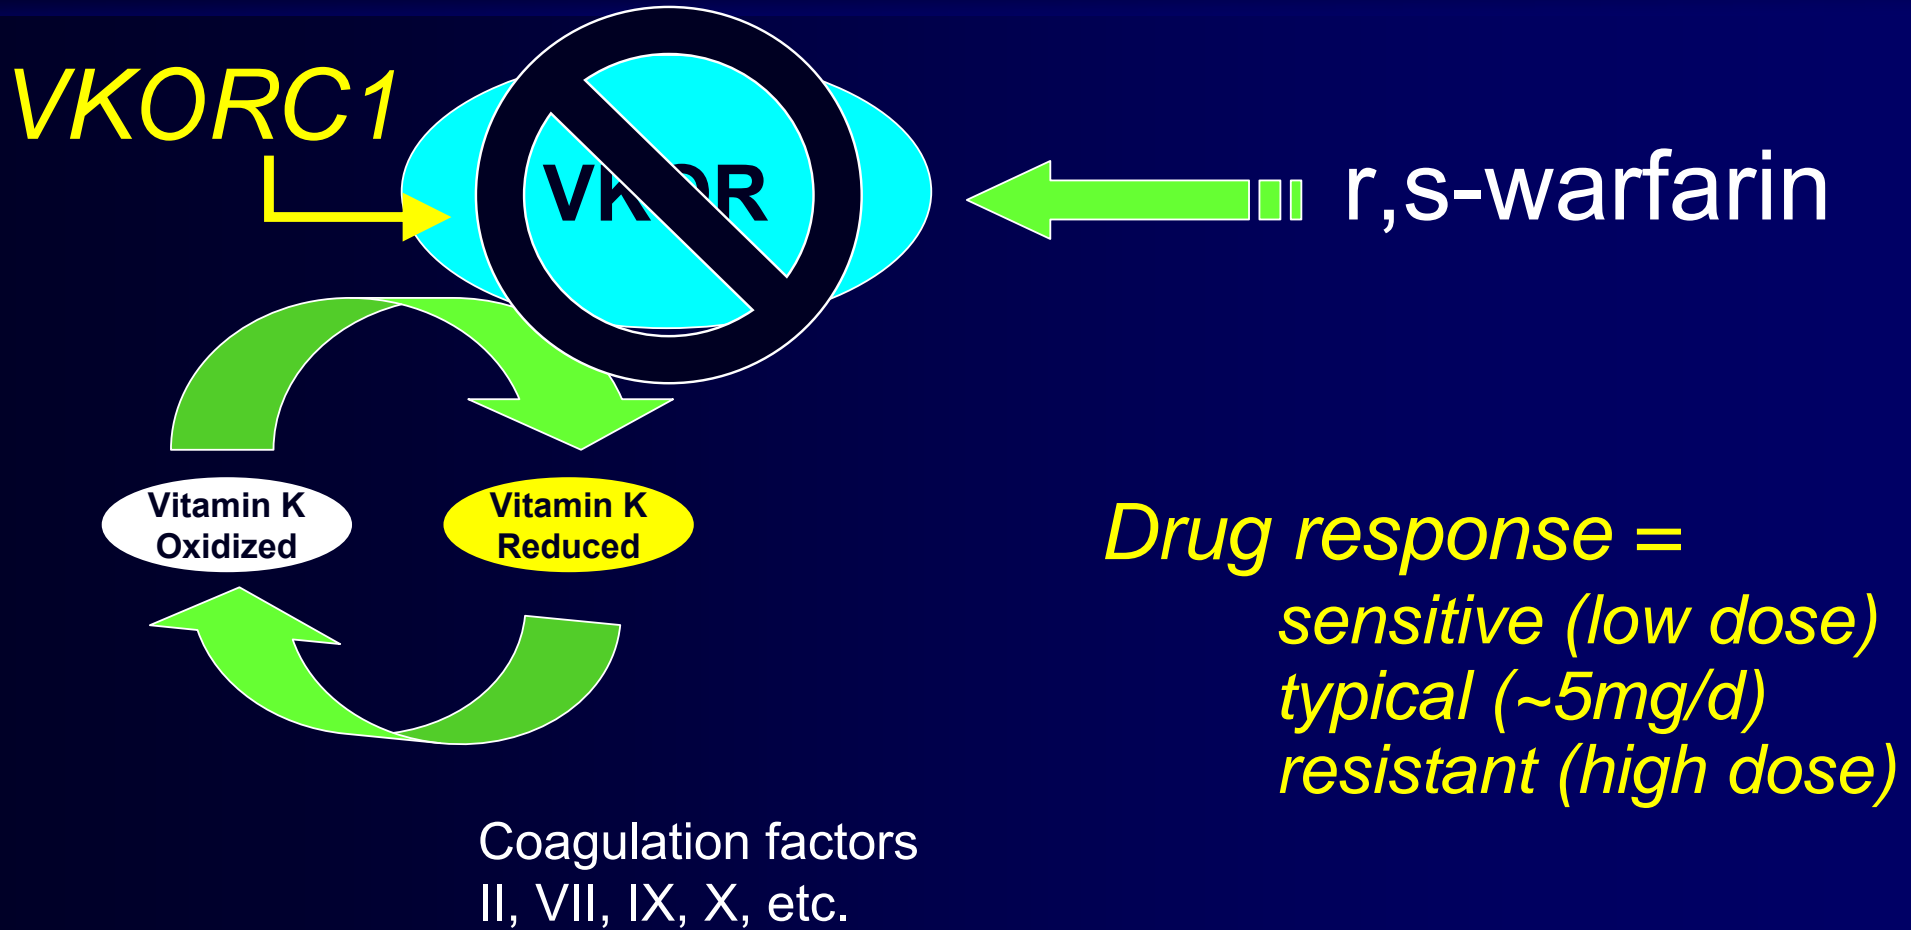 VKORC1
VKOR
r,s-warfarin
Vitamin K
Oxidized
Vitamin K
Reduced
Drug response =
sensitive (low dose)
typical (~5mg/d)
resistant (high dose)
Coagulation factors
II, VII, IX, X, etc.